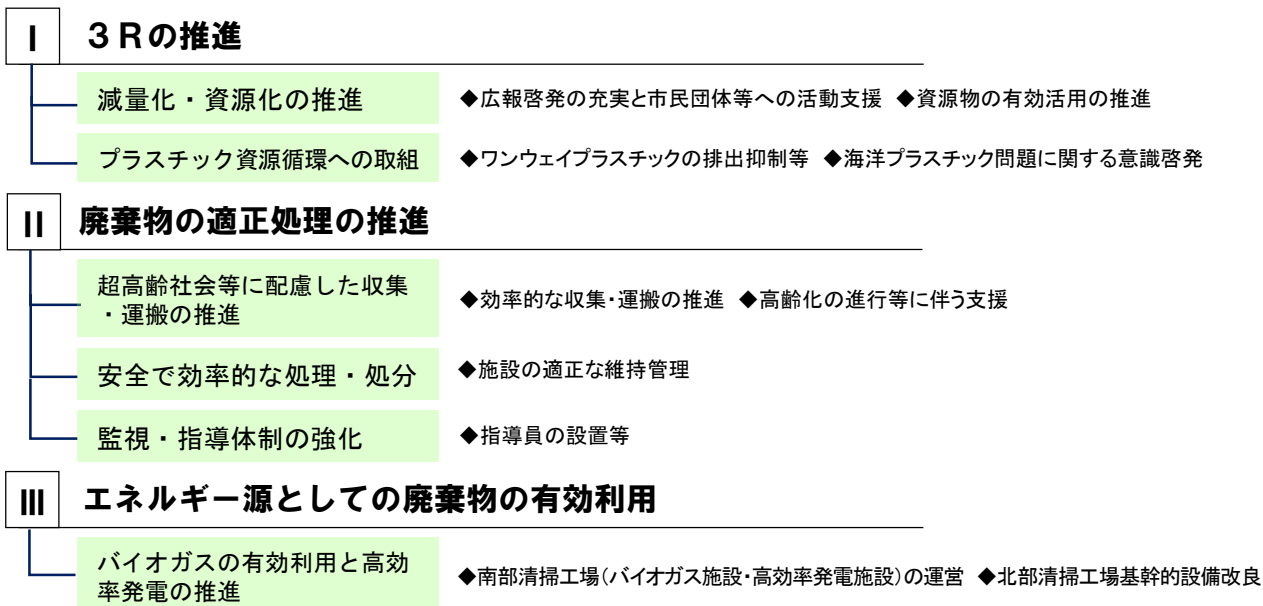 I
３Rの推進
減量化・資源化の推進
◆広報啓発の充実と市民団体等への活動支援 ◆資源物の有効活用の推進
プラスチック資源循環への取組
◆ワンウェイプラスチックの排出抑制等 ◆海洋プラスチック問題に関する意識啓発
II
廃棄物の適正処理の推進
超高齢社会等に配慮した収集
・運搬の推進
◆効率的な収集・運搬の推進 ◆高齢化の進行等に伴う支援
安全で効率的な処理・処分
◆施設の適正な維持管理
監視・指導体制の強化
◆指導員の設置等
III
エネルギー源としての廃棄物の有効利用
バイオガスの有効利用と高効
率発電の推進
◆南部清掃工場(バイオガス施設・高効率発電施設)の運営 ◆北部清掃工場基幹的設備改良